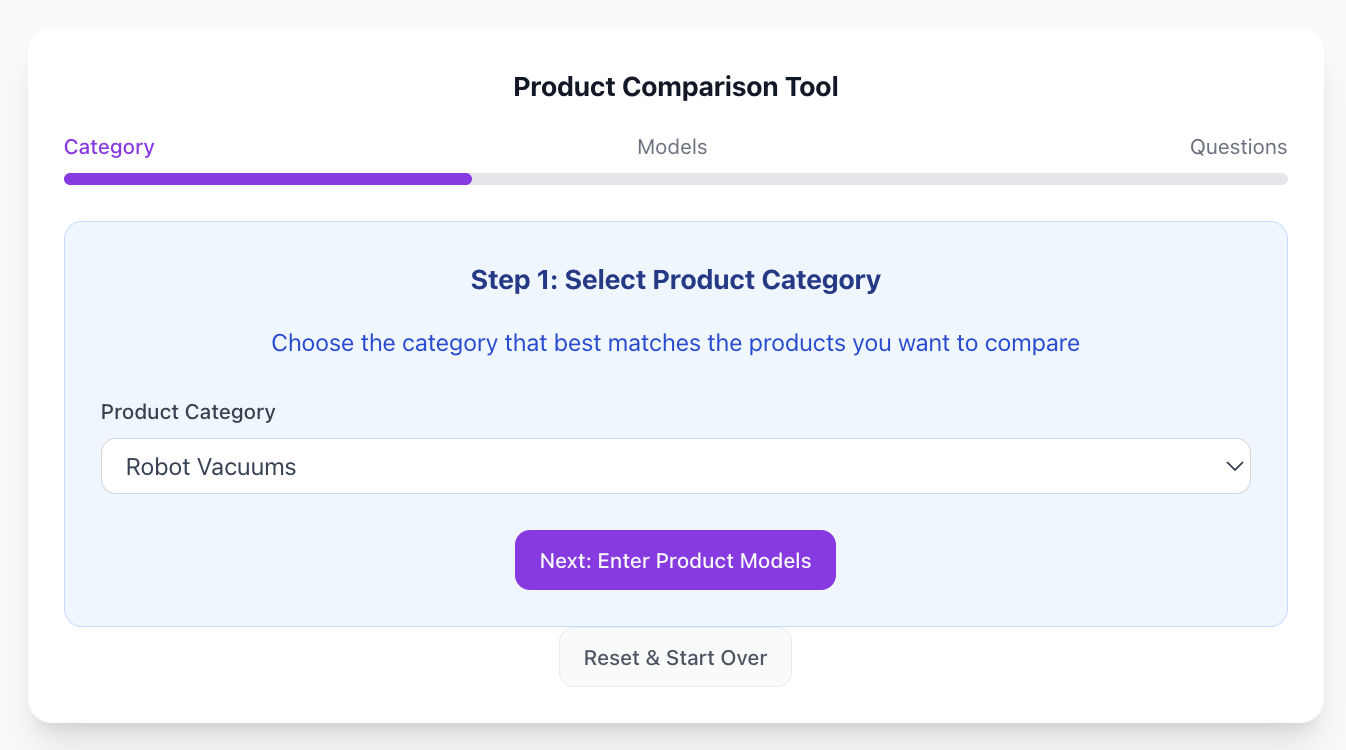 Product Comparison Tool
Category Models Questions
Step 1: Select Product Category
Choose the category that best matches the products you want to compare
Product Category
Robot Vacuums
Next: Enter Product Models
Reset & Start Over